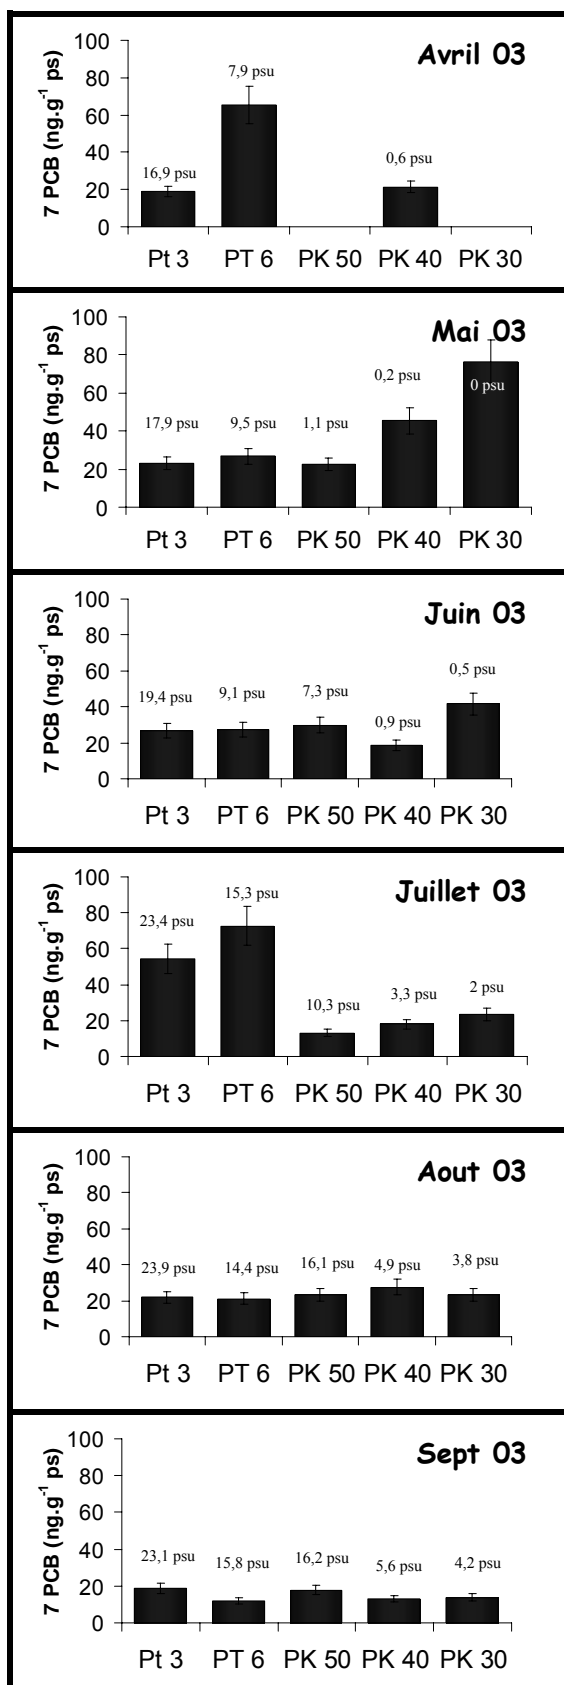 Avril 03
7 PCB (ng.g-1 ps)
100
80
60
40
20
0
16,9 psu
7,9 psu
0,6 psu
Pt 3 PT 6 PK 50 PK 40 PK 30
Mai 03
7 PCB (ng.g-1 ps)
100
80
60
40
20
0
17,9 psu
9,5 psu
1,1 psu
0,2 psu
0 psu
Pt 3 PT 6 PK 50 PK 40 PK 30
Juin 03
7 PCB (ng.g-1 ps)
100
80
60
40
20
0
19,4 psu
9,1 psu
7,3 psu
0,9 psu
0,5 psu
Pt 3 PT 6 PK 50 PK 40 PK 30
Juillet 03
7 PCB (ng.g-1 ps)
100
80
60
40
20
0
23,4 psu
15,3 psu
10,3 psu
3,3 psu
2 psu
Pt 3 PT 6 PK 50 PK 40 PK 30
Aout 03
7 PCB (ng.g-1 ps)
100
80
60
40
20
0
23,9 psu
14,4 psu
16,1 psu
4,9 psu
3,8 psu
Pt 3 PT 6 PK 50 PK 40 PK 30
Sept 03
7 PCB (ng.g-1 ps)
100
80
60
40
20
0
23,1 psu
15,8 psu
16,2 psu
5,6 psu
4,2 psu
Pt 3 PT 6 PK 50 PK 40 PK 30